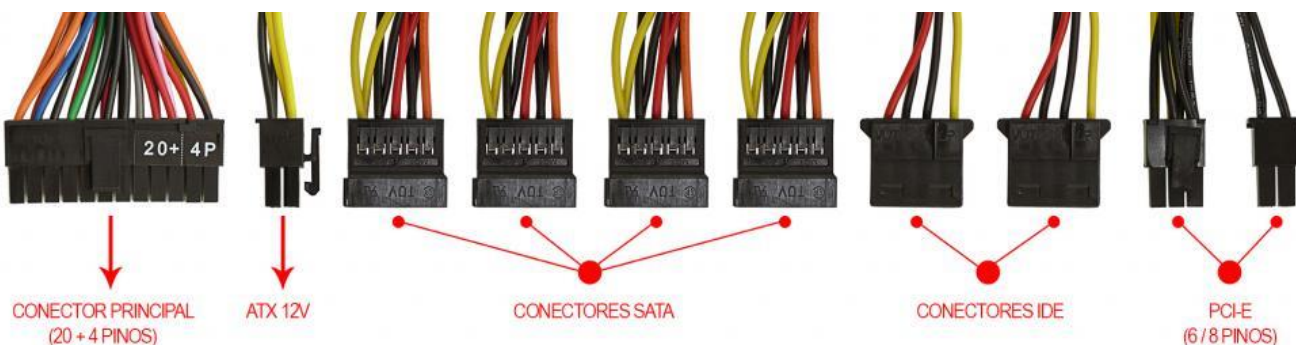 20+ 4P
CONECTOR PRINCIPAL
(20 + 4 PINOS)
ATX 12V
CONECTORES SATA
CONECTORES IDE
PCI-E
(6 / 8 PINOS)